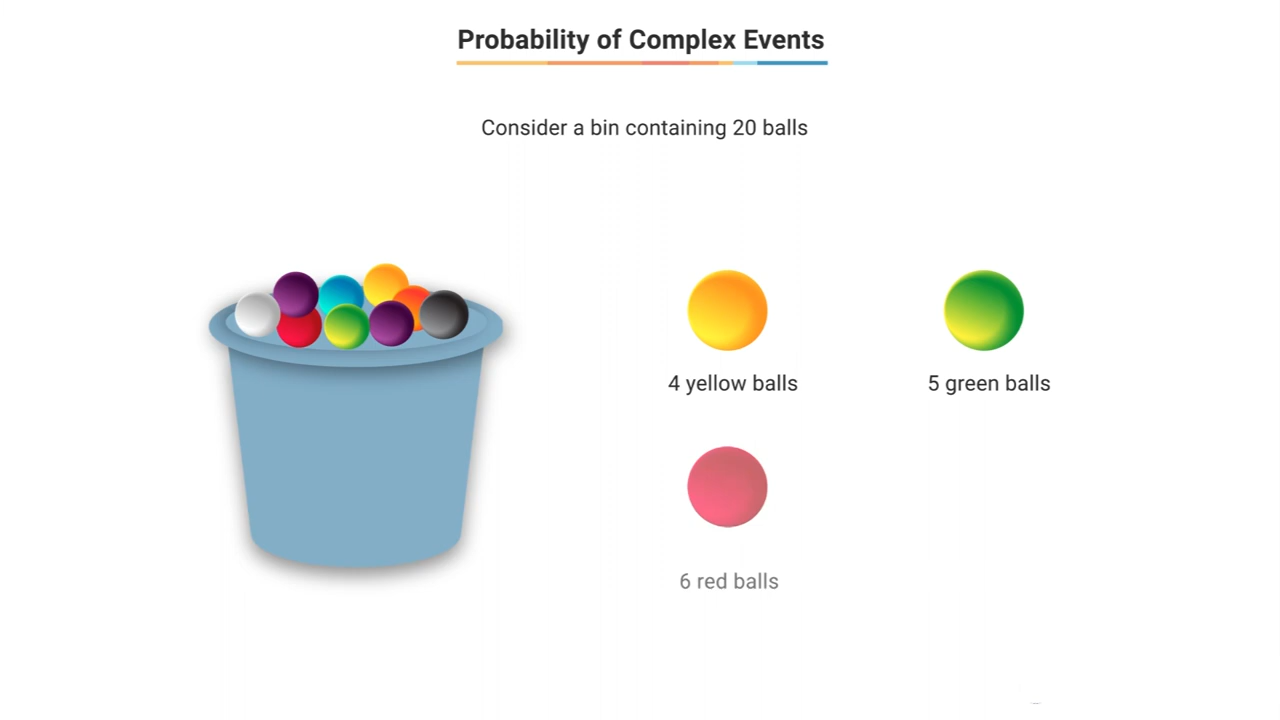 Probability of Complex Events
Consider a bin containing 20 balls
4 yellow balls
5 green balls
6 red balls